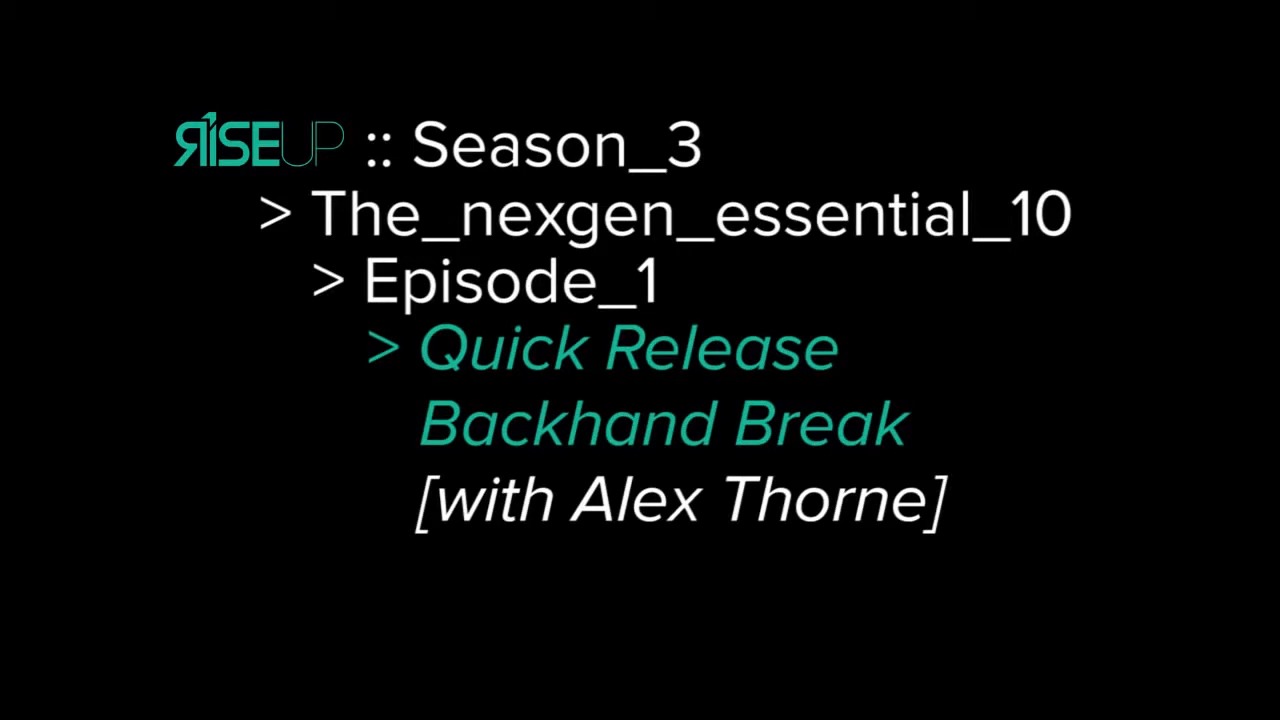 RISEUP :: Season_3
> The_nexgen_essential_10
> Episode_1
> Quick Release
Backhand Break
[with Alex Thorne]